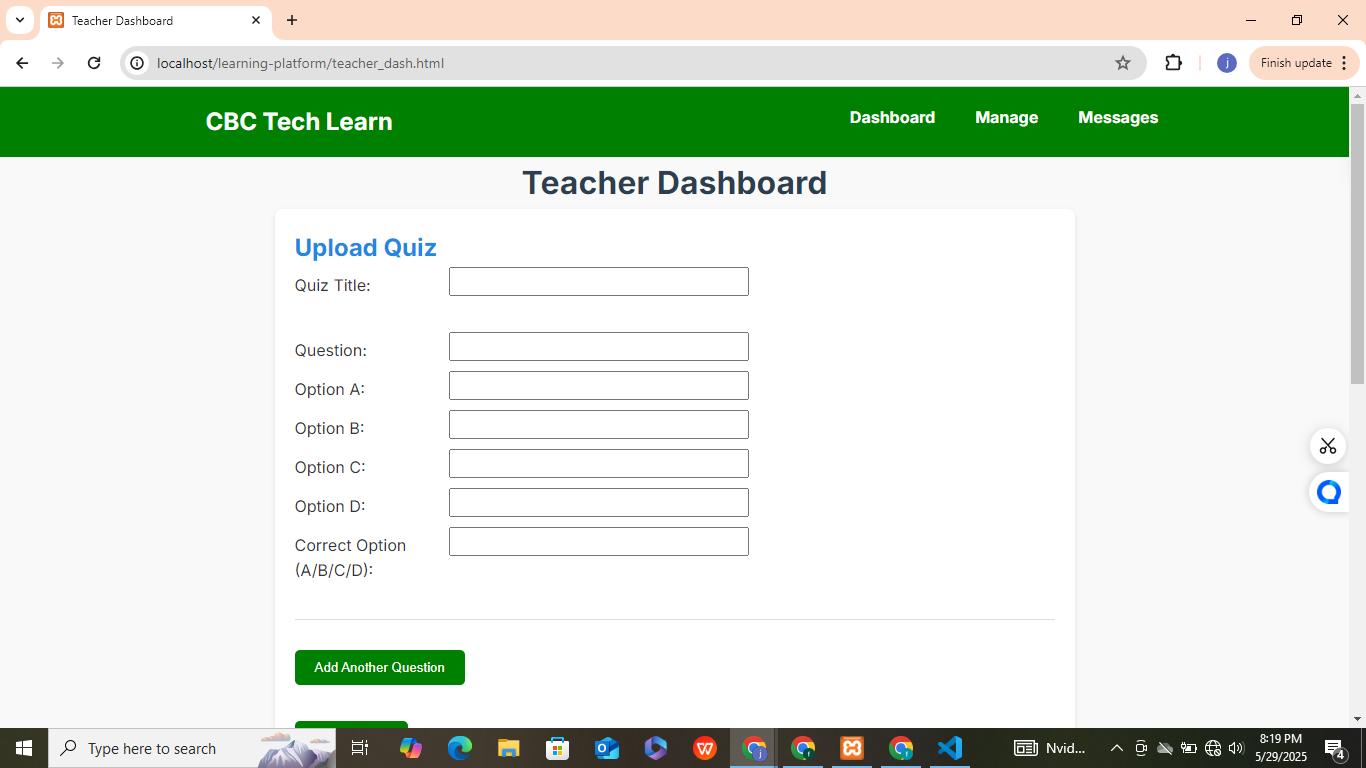 Teacher Dashboard
localhost/learning-platform/teacher_dash.html
j
Finish update
CBC Tech Learn
Dashboard
Manage
Messages
Teacher Dashboard
Upload Quiz
Quiz Title:
Question:
Option A:
Option B:
Option C:
Option D:
Correct Option
(A/B/C/D):
Add Another Question
Type here to search
Nvid...
8:19 PM
5/29/2025
4